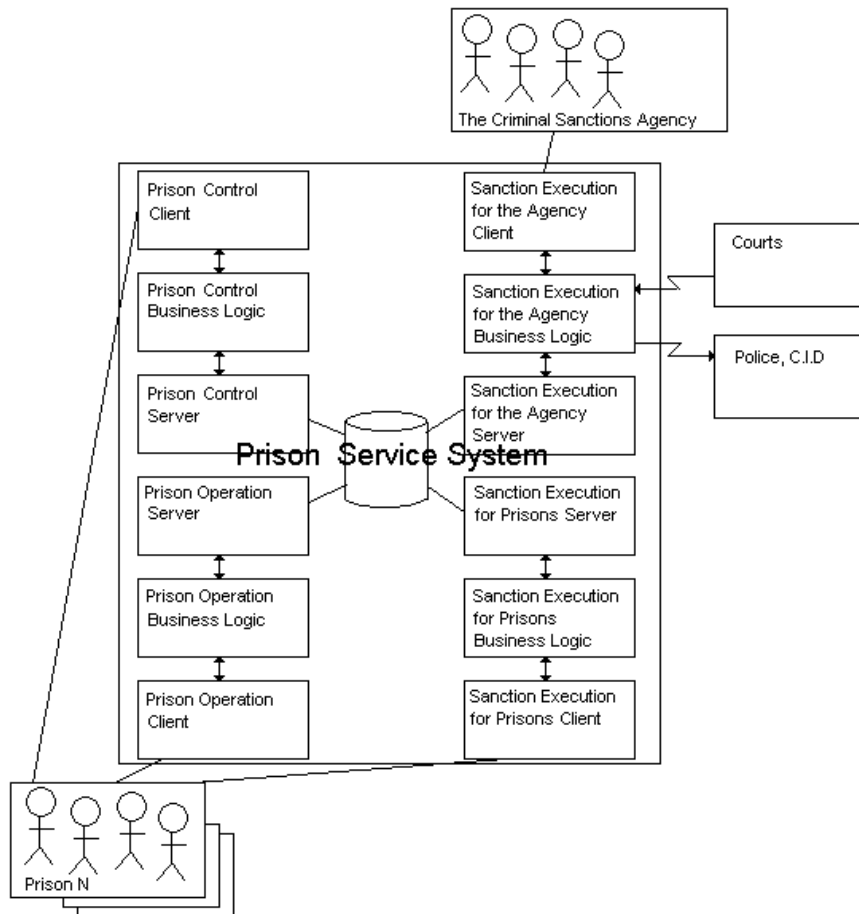 The Criminal Sanctions Agency
Prison Control
Client
Sanction Execution
for the Agency
Client
Courts
Prison Control
Business Logic
Sanction Execution
for the Agency
Business Logic
Police, C.I.D
Prison Control
Server
Sanction Execution
for the Agency
Server
Prison Service System
Prison Operation
Server
Sanction Execution
for Prisons Server
Prison Operation
Business Logic
Sanction Execution
for Prisons
Business Logic
Prison Operation
Client
Sanction Execution
for Prisons Client
Prison N